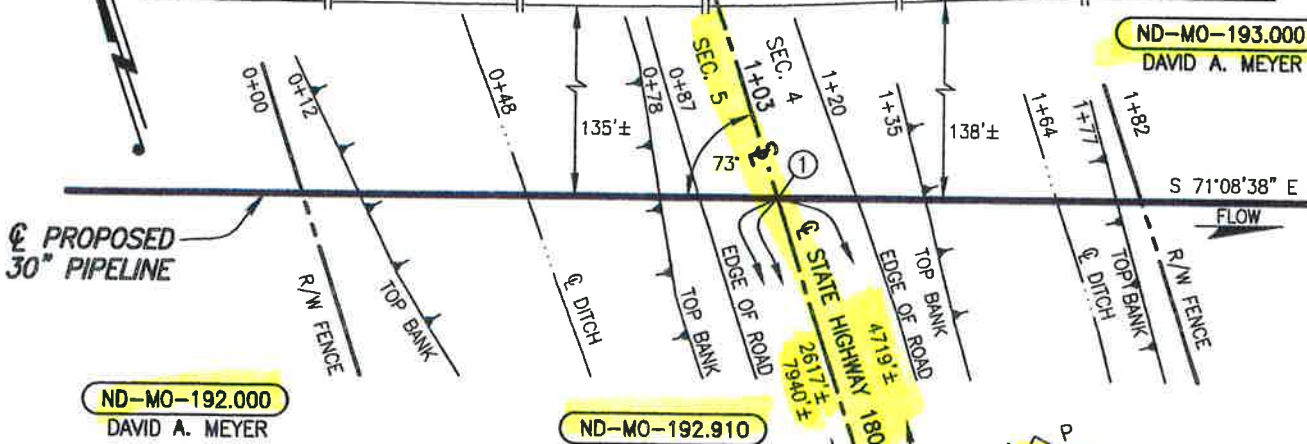 ND-MO-193.000
DAVID A. MEYER
0+00
0+12
0+48
0+78
0+87
SEC. 5
1+03
SEC. 4
1+20
1+35
1+64
1+77
1+82
135'±
138'±
73°
1
S 71°08'38" E
FLOW
℄ PROPOSED
30" PIPELINE
R/W FENCE
TOP BANK
℄ DITCH
TOP BANK
EDGE OF ROAD
℄ STATE HIGHWAY 180
EDGE OF ROAD
TOP BANK
℄ DITCH
TOP BANK
R/W FENCE
4719'±
2617'±
7940'±
ND-MO-192.000
DAVID A. MEYER
ND-MO-192.910
P